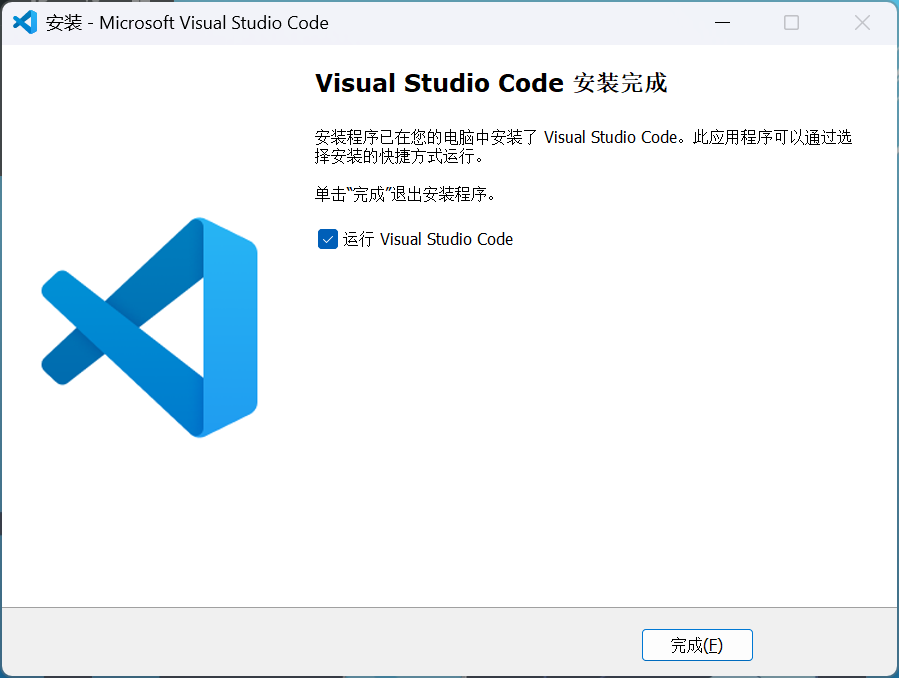 安装 - Microsoft Visual Studio Code
Visual Studio Code 安装完成
安装程序已在您的电脑中安装了 Visual Studio Code。此应用程序可以通过选
择安装的快捷方式运行。
单击“完成”退出安装程序。
运行 Visual Studio Code
完成(F)